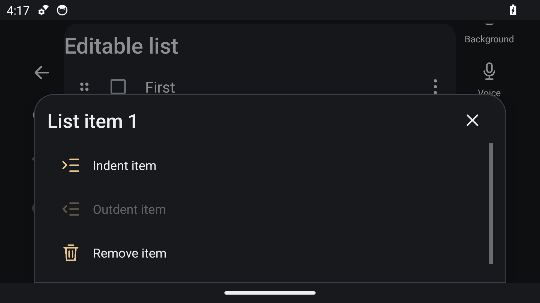 4:17
Editable list
Background
First
Voice
List item 1
Indent item
Outdent item
Remove item